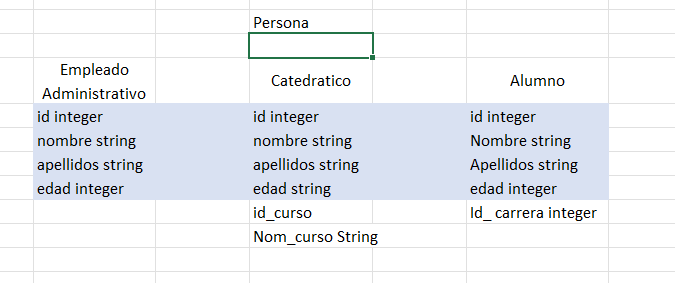 Persona
Empleado
Administrativo
Catedratico
Alumno
id integer
id integer
id integer
nombre string
nombre string
Nombre string
apellidos string
apellidos string
Apellidos string
edad integer
edad string
edad integer
id_curso
Id_ carrera integer
Nom_curso String